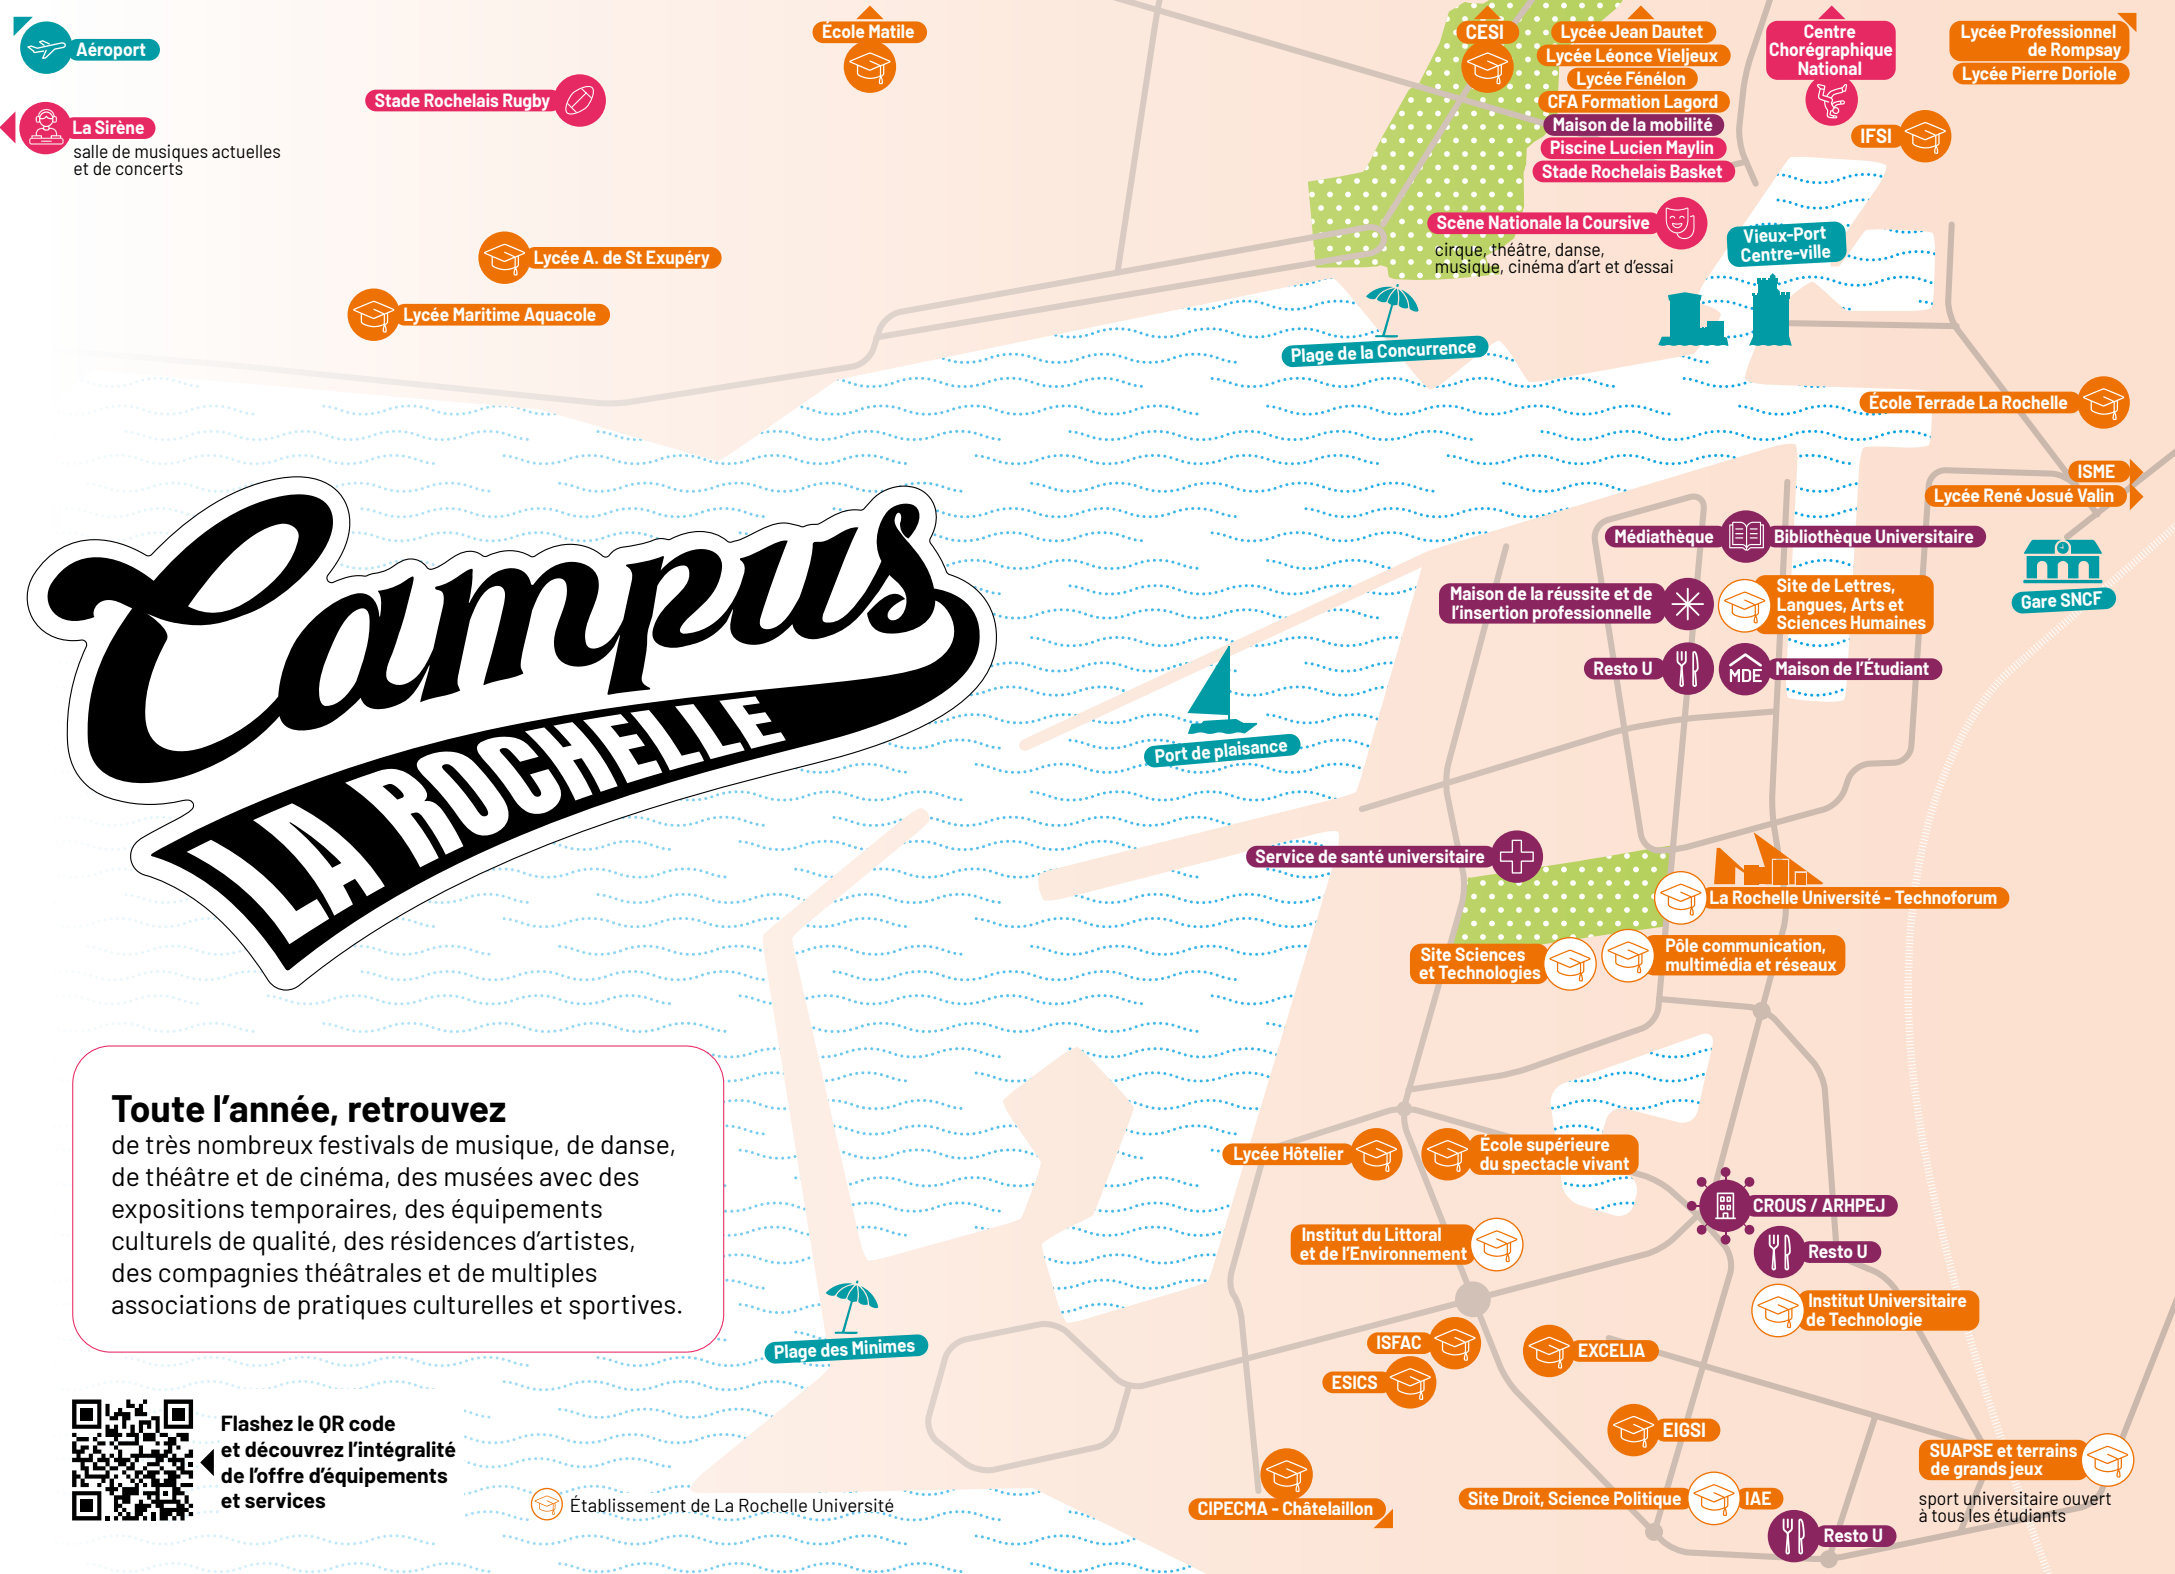 Aéroport
La Sirène
salle de musiques actuelles
et de concerts
Stade Rochelais Rugby
École Matile
CESI
Lycée Jean Dautet
Lycée Léonce Vieljeux
Lycée Fénélon
CFA Formation Lagord
Maison de la mobilité
Piscine Lucien Maylin
Stade Rochelais Basket
Centre
Chorégraphique
National
Lycée Professionnel
de Rompsay
Lycée Pierre Doriole
IFSI
Scène Nationale la Coursive
cirque, théâtre, danse,
musique, cinéma d'art et d'essai
Vieux-Port
Centre-ville
Lycée A. de St Exupéry
Lycée Maritime Aquacole
Plage de la Concurrence
École Terrade La Rochelle
ISME
Lycée René Josué Valin
Médiathèque
Bibliothèque Universitaire
Gare SNCF
Maison de la réussite et de
l'insertion professionnelle
Site de Lettres,
Langues, Arts et
Sciences Humaines
Resto U
MDE
Maison de l'Étudiant
Campus
LA ROCHELLE
Port de plaisance
Service de santé universitaire
La Rochelle Université - Technoforum
Site Sciences
et Technologies
Pôle communication,
multimédia et réseaux
Toute l'année, retrouvez
de très nombreux festivals de musique, de danse,
de théâtre et de cinéma, des musées avec des
expositions temporaires, des équipements
culturels de qualité, des résidences d'artistes,
des compagnies théâtrales et de multiples
associations de pratiques culturelles et sportives.
Lycée Hôtelier
École supérieure
du spectacle vivant
CROUS / ARHPEJ
Resto U
Institut du Littoral
et de l'Environnement
Institut Universitaire
de Technologie
Plage des Minimes
ISFAC
ESICS
EXCELIA
EIGSI
Flashez le QR code
et découvrez l'intégralité
de l'offre d'équipements
et services
Établissement de La Rochelle Université
CIPECMA - Châtelaillon
Site Droit, Science Politique
IAE
Resto U
SUAPSE et terrains
de grands jeux
sport universitaire ouvert
à tous les étudiants